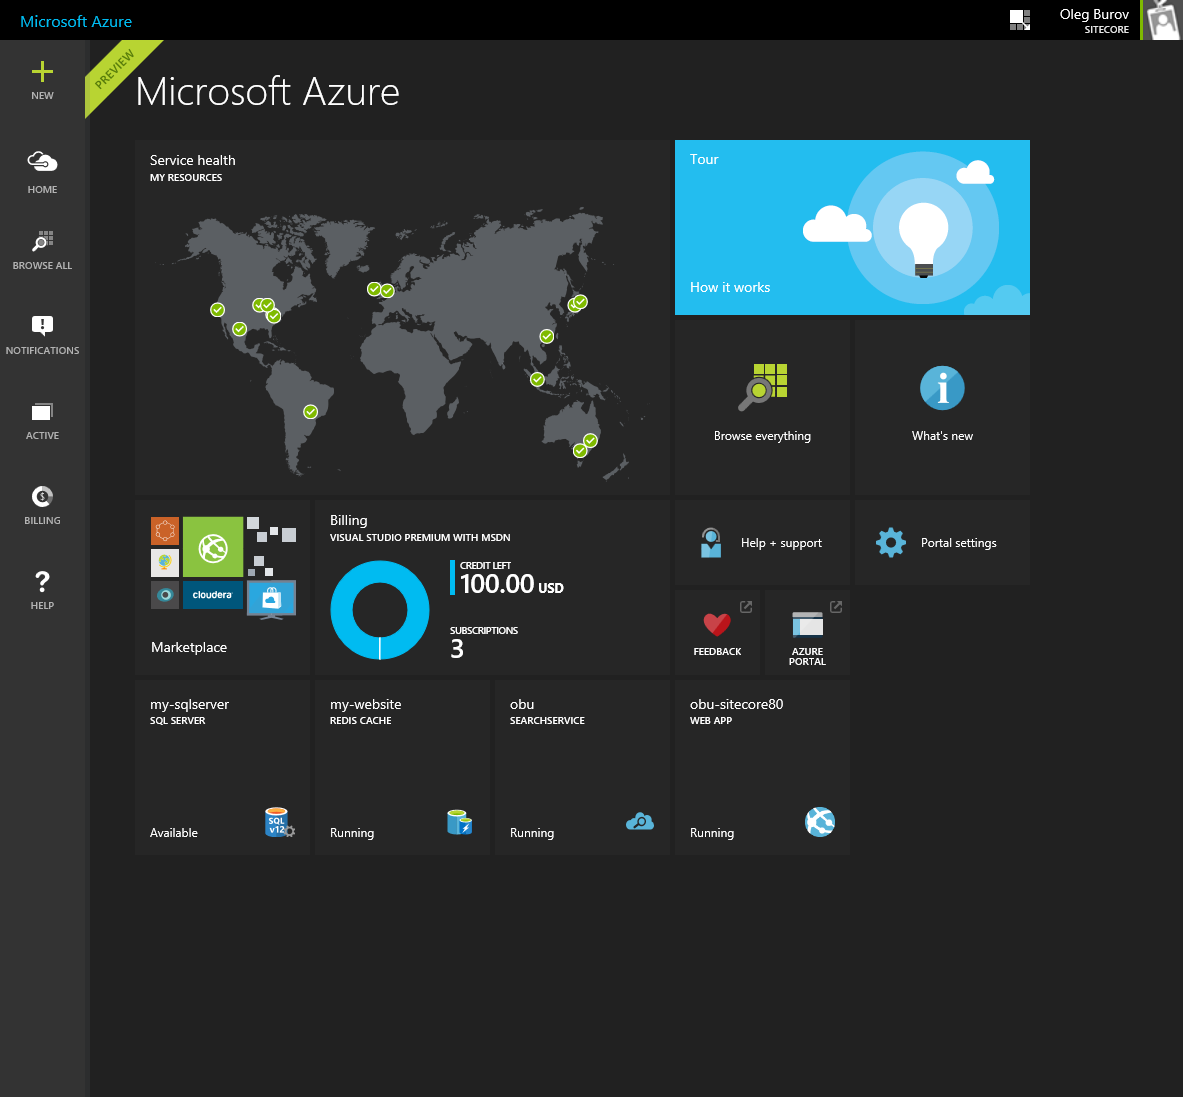 Microsoft Azure
Oleg Burov
SITECORE
NEW
HOME
BROWSE ALL
NOTIFICATIONS
ACTIVE
BILLING
HELP
PREVIEW
Microsoft Azure
Service health
MY RESOURCES
Tour
How it works
Browse everything
What's new
Marketplace
cloudera
Billing
VISUAL STUDIO PREMIUM WITH MSDN
CREDIT LEFT
100.00 USD
SUBSCRIPTIONS
3
Help + support
Portal settings
FEEDBACK
AZURE
PORTAL
my-sqlserver
SQL SERVER
Available
SQL
v12
my-website
REDIS CACHE
Running
obu
SEARCHSERVICE
Running
obu-sitecore80
WEB APP
Running